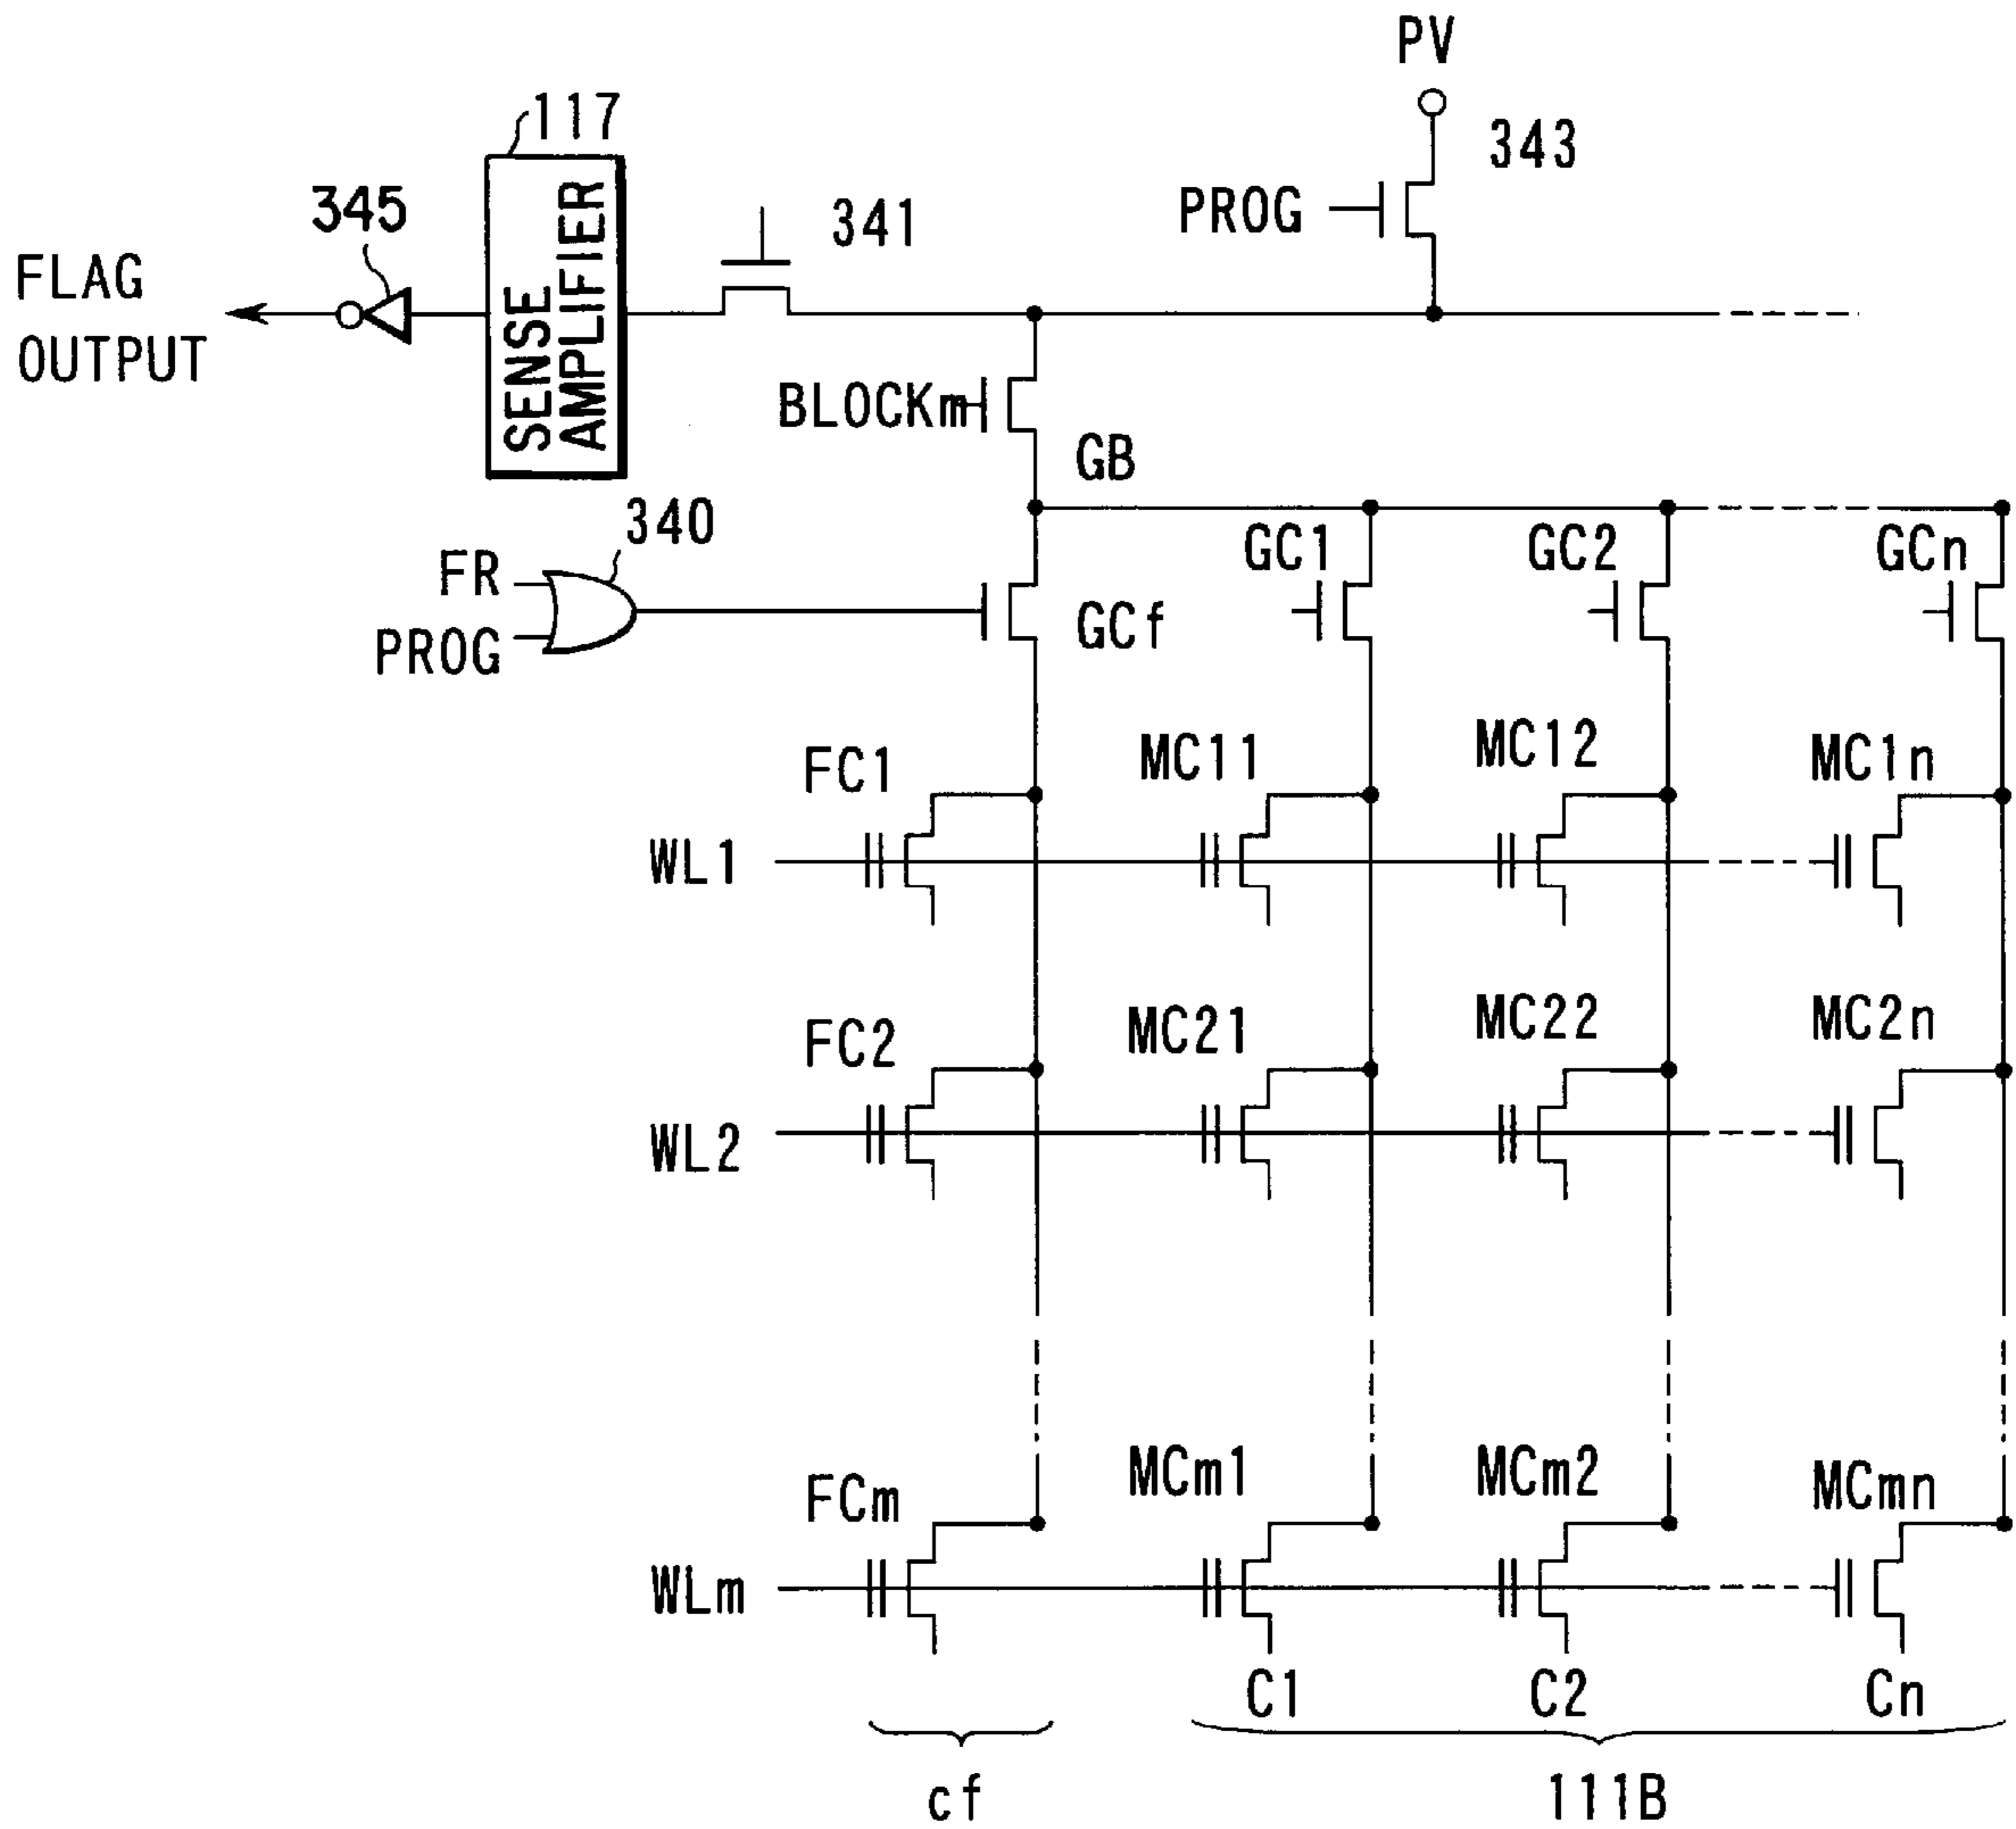 PV
117
343
345
341
PROG
FLAG
OUTPUT
SENSE
AMPLIFIER
BLOCKm
GB
340
GC1
GC2
GCn
FR
PROG
GCf
FC1
MC11
MC12
MC1n
WL1
FC2
MC21
MC22
MC2n
WL2
FCm
MCm1
MCm2
MCmn
WLm
C1
C2
Cn
cf
111B